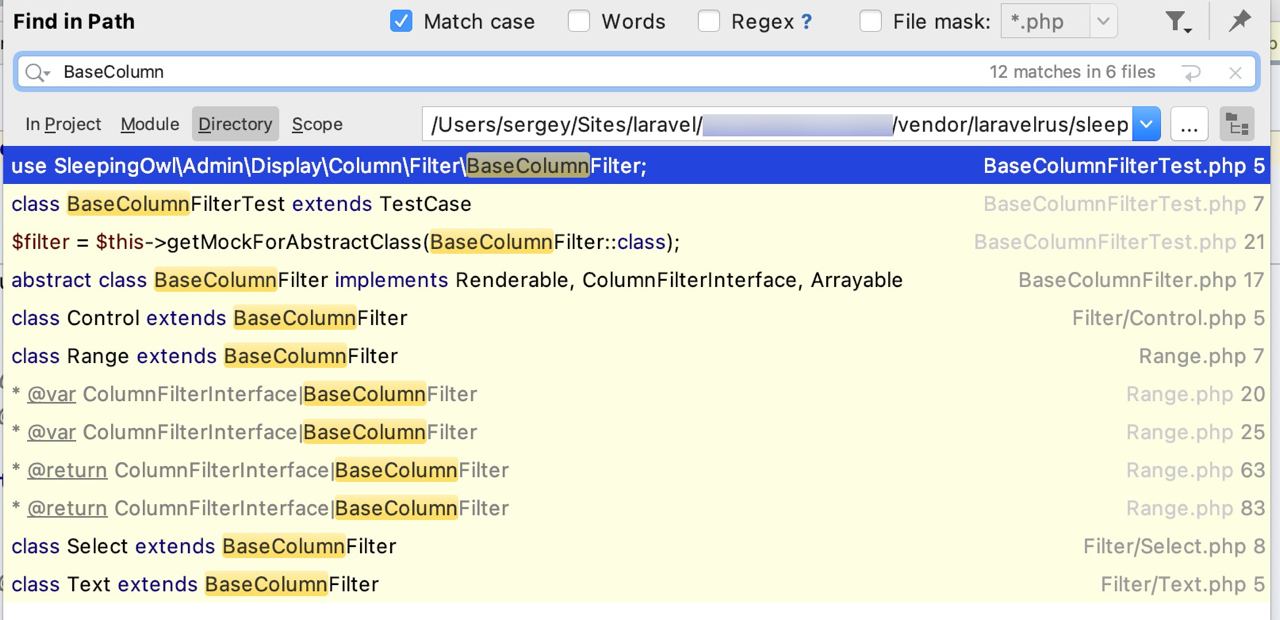 Find in Path Match case Words Regex ? File mask: *.php
BaseColumn 12 matches in 6 files
In Project Module Directory Scope /Users/sergey/Sites/laravel/ /vendor/laravelrus/sleep ...
use SleepingOwl\Admin\Display\Column\Filter\BaseColumnFilter; BaseColumnFilterTest.php 5
class BaseColumnFilterTest extends TestCase BaseColumnFilterTest.php 7
$filter = $this->getMockForAbstractClass(BaseColumnFilter::class); BaseColumnFilterTest.php 21
abstract class BaseColumnFilter implements Renderable, ColumnFilterInterface, Arrayable BaseColumnFilter.php 17
class Control extends BaseColumnFilter Filter/Control.php 5
class Range extends BaseColumnFilter Range.php 7
* @var ColumnFilterInterface|BaseColumnFilter Range.php 20
* @var ColumnFilterInterface|BaseColumnFilter Range.php 25
* @return ColumnFilterInterface|BaseColumnFilter Range.php 63
* @return ColumnFilterInterface|BaseColumnFilter Range.php 83
class Select extends BaseColumnFilter Filter/Select.php 8
class Text extends BaseColumnFilter Filter/Text.php 5